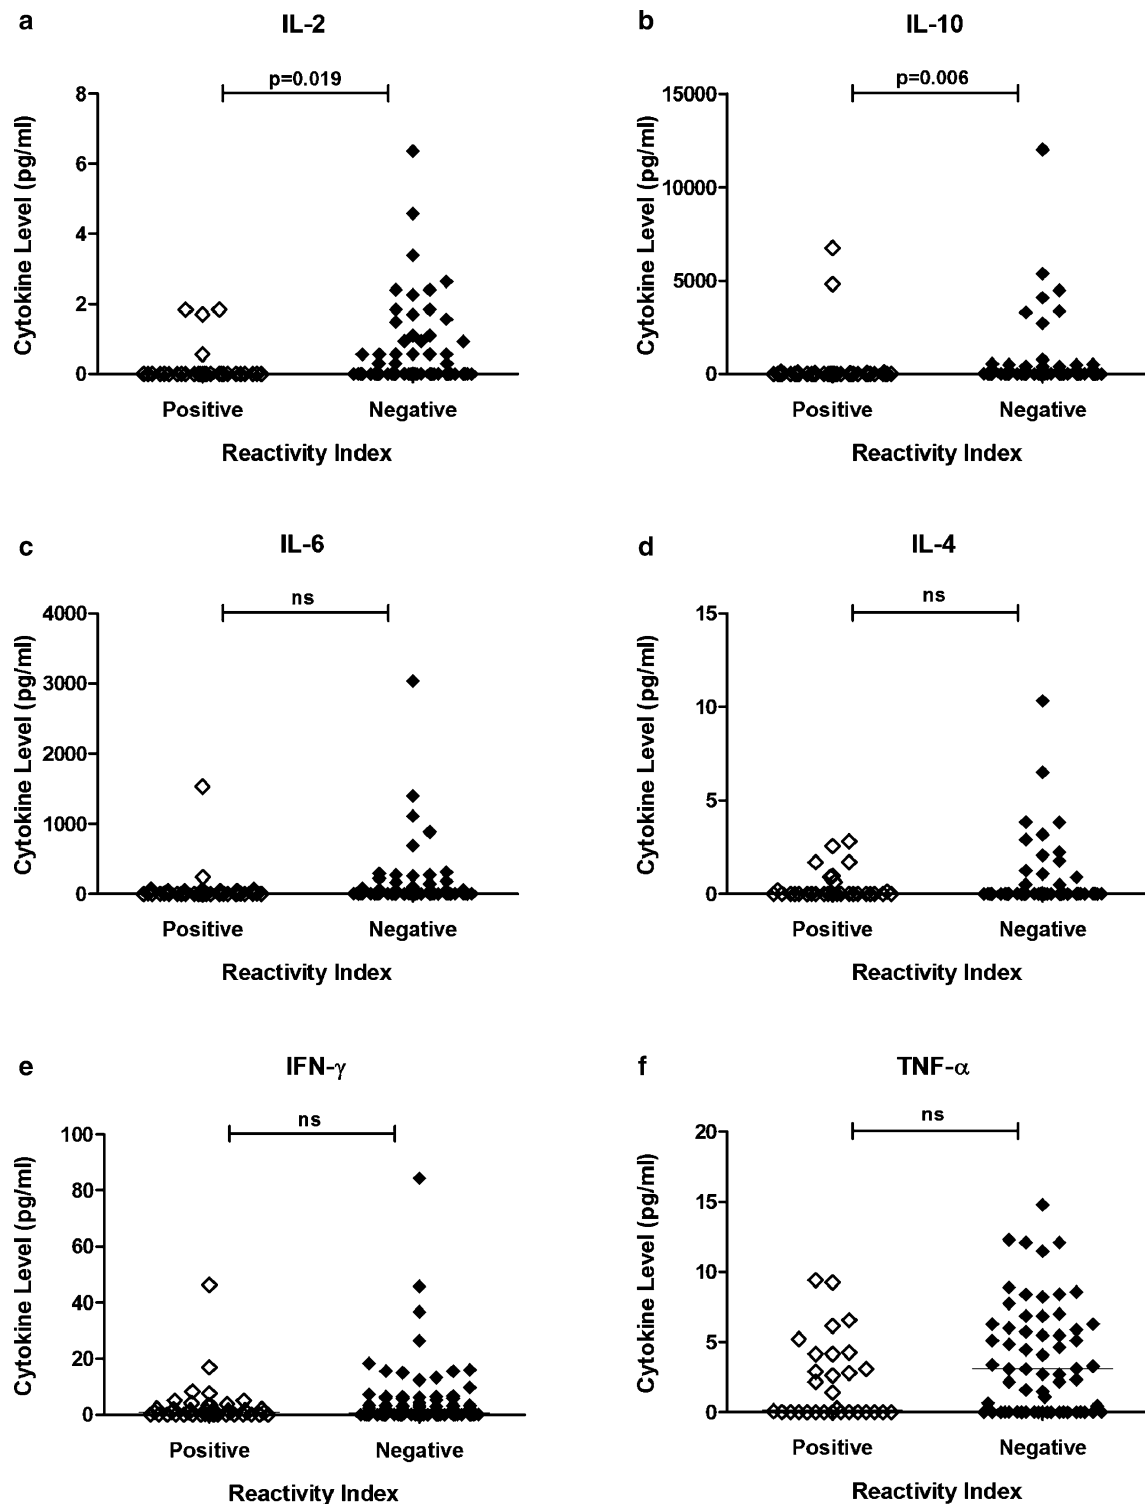 a
IL-2
p=0.019
Cytokine Level (pg/ml)
8
6
4
2
0
Positive
Negative
Reactivity Index
b
IL-10
p=0.006
Cytokine Level (pg/ml)
15000
10000
5000
0
Positive
Negative
Reactivity Index
c
IL-6
ns
Cytokine Level (pg/ml)
4000
3000
2000
1000
0
Positive
Negative
Reactivity Index
d
IL-4
ns
Cytokine Level (pg/ml)
15
10
5
0
Positive
Negative
Reactivity Index
e
IFN-γ
ns
Cytokine Level (pg/ml)
100
80
60
40
20
0
Positive
Negative
Reactivity Index
f
TNF-α
ns
Cytokine Level (pg/ml)
20
15
10
5
0
Positive
Negative
Reactivity Index